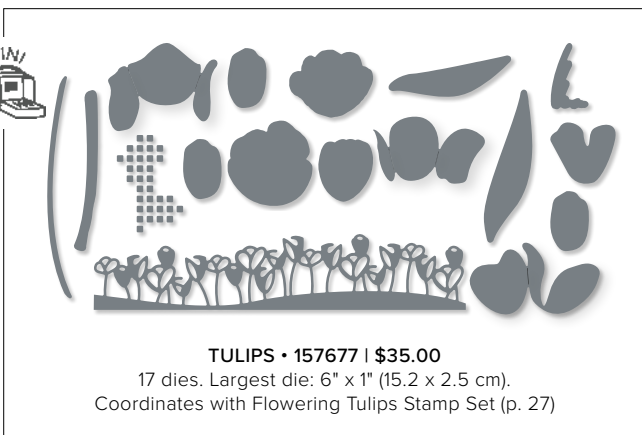 TULIPS • 157677 | $35.00
17 dies. Largest die: 6" x 1" (15.2 x 2.5 cm).
Coordinates with Flowering Tulips Stamp Set (p. 27)